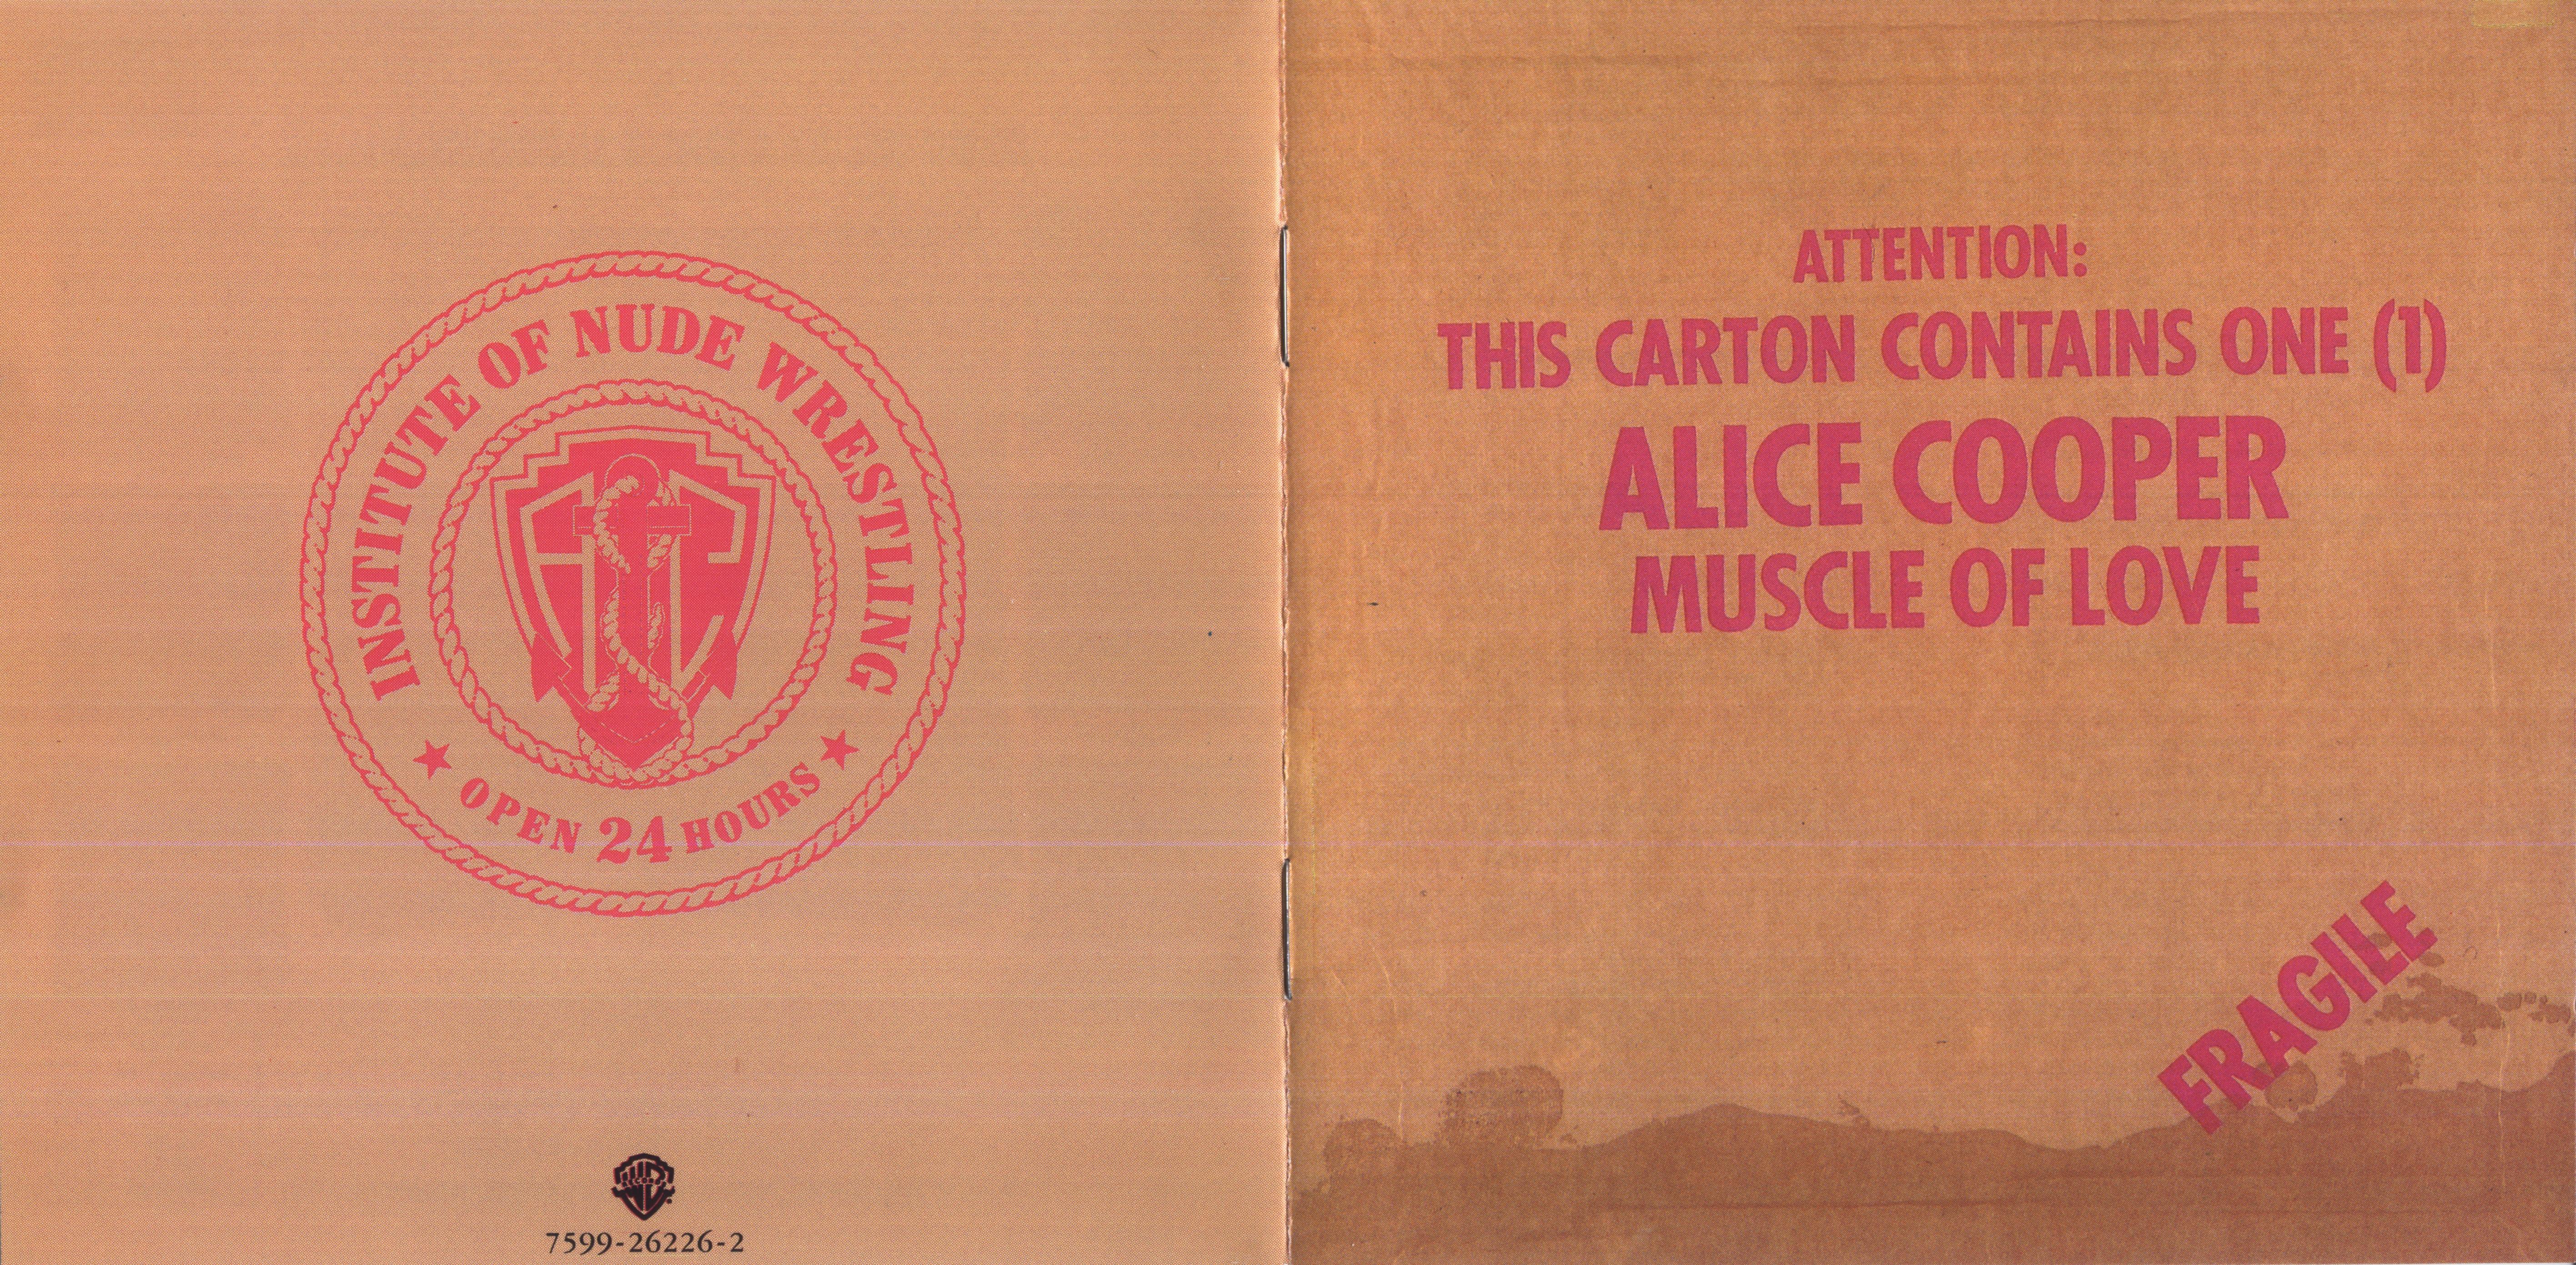 INSTITUTE OF NUDE WRESTLING
★ OPEN 24 HOURS ★
AC
7599-26226-2
ATTENTION:
THIS CARTON CONTAINS ONE (1)
ALICE COOPER
MUSCLE OF LOVE
FRAGILE